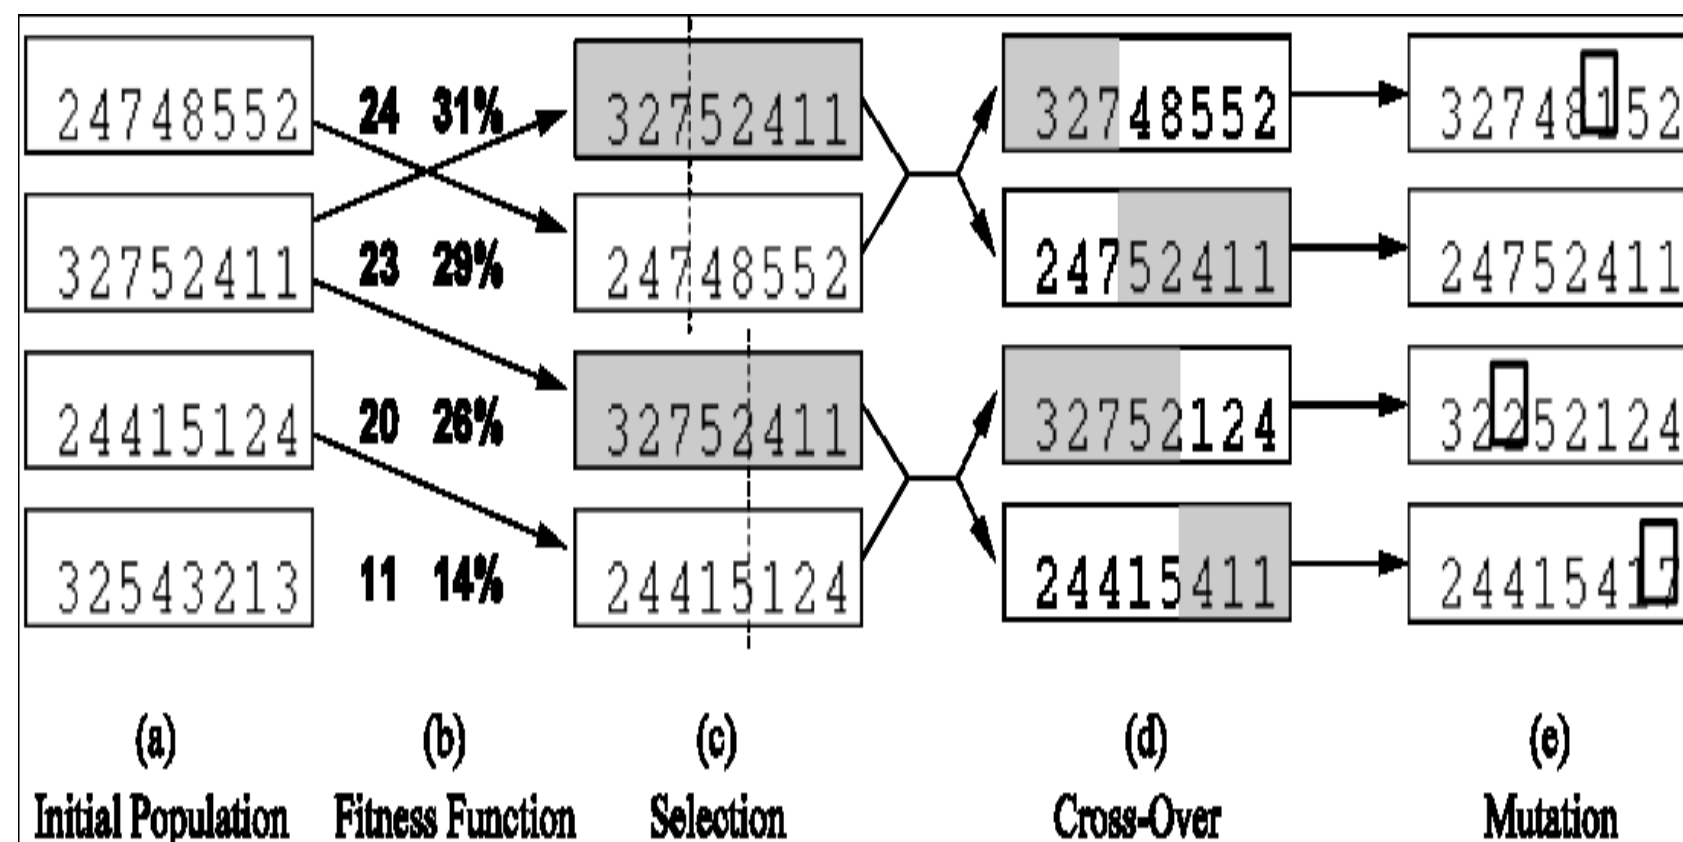 24748552 24 31% 32752411 32748552 32748152
32752411 23 29% 24748552 24752411 24752411
24415124 20 26% 32752411 32752124 32252124
32543213 11 14% 24415124 24415411 24415417
(a) (b) (c) (d) (e)
Initial Population Fitness Function Selection Cross-Over Mutation